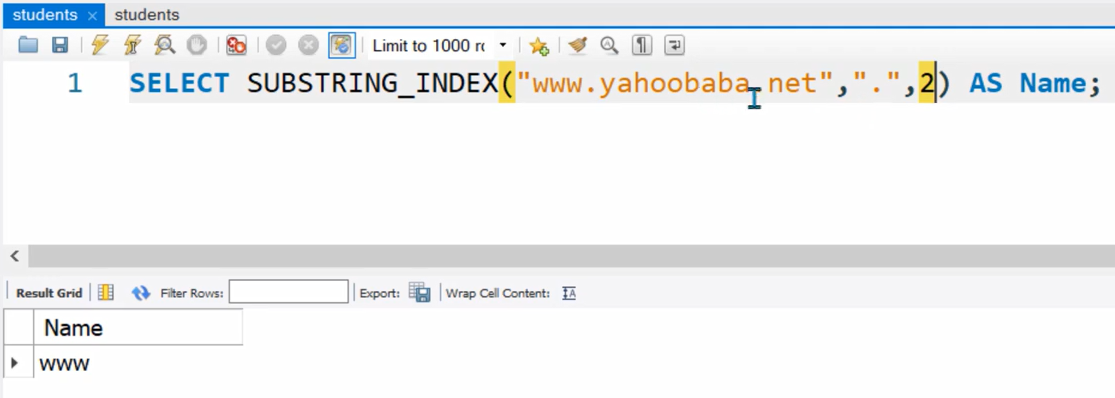 students × students
Limit to 1000 rc
1 SELECT SUBSTRING_INDEX("www.yahoobaba.net",".",2) AS Name;
Result Grid Filter Rows: Export: Wrap Cell Content:
Name
www